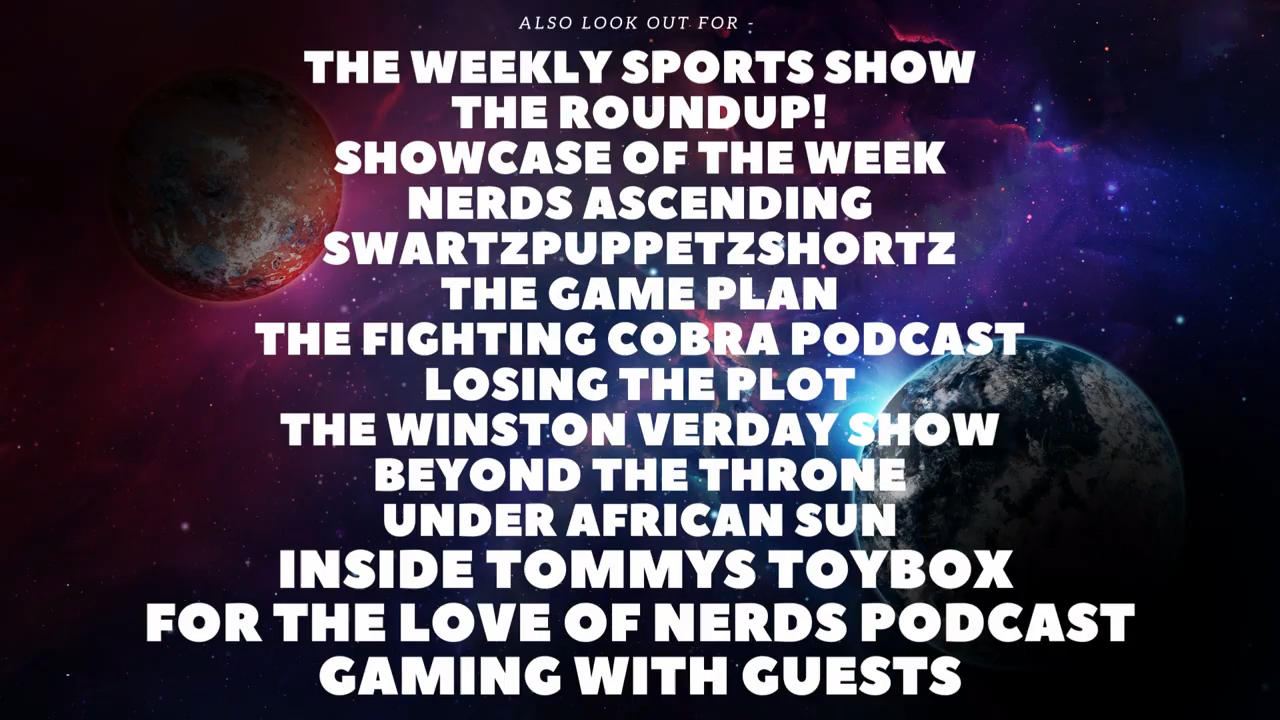 ALSO LOOK OUT FOR -
THE WEEKLY SPORTS SHOW
THE ROUNDUP!
SHOWCASE OF THE WEEK
NERDS ASCENDING
SWARTZPUPPETZSHORTZ
THE GAME PLAN
THE FIGHTING COBRA PODCAST
LOSING THE PLOT
THE WINSTON VERDAY SHOW
BEYOND THE THRONE
UNDER AFRICAN SUN
INSIDE TOMMYS TOYBOX
FOR THE LOVE OF NERDS PODCAST
GAMING WITH GUESTS